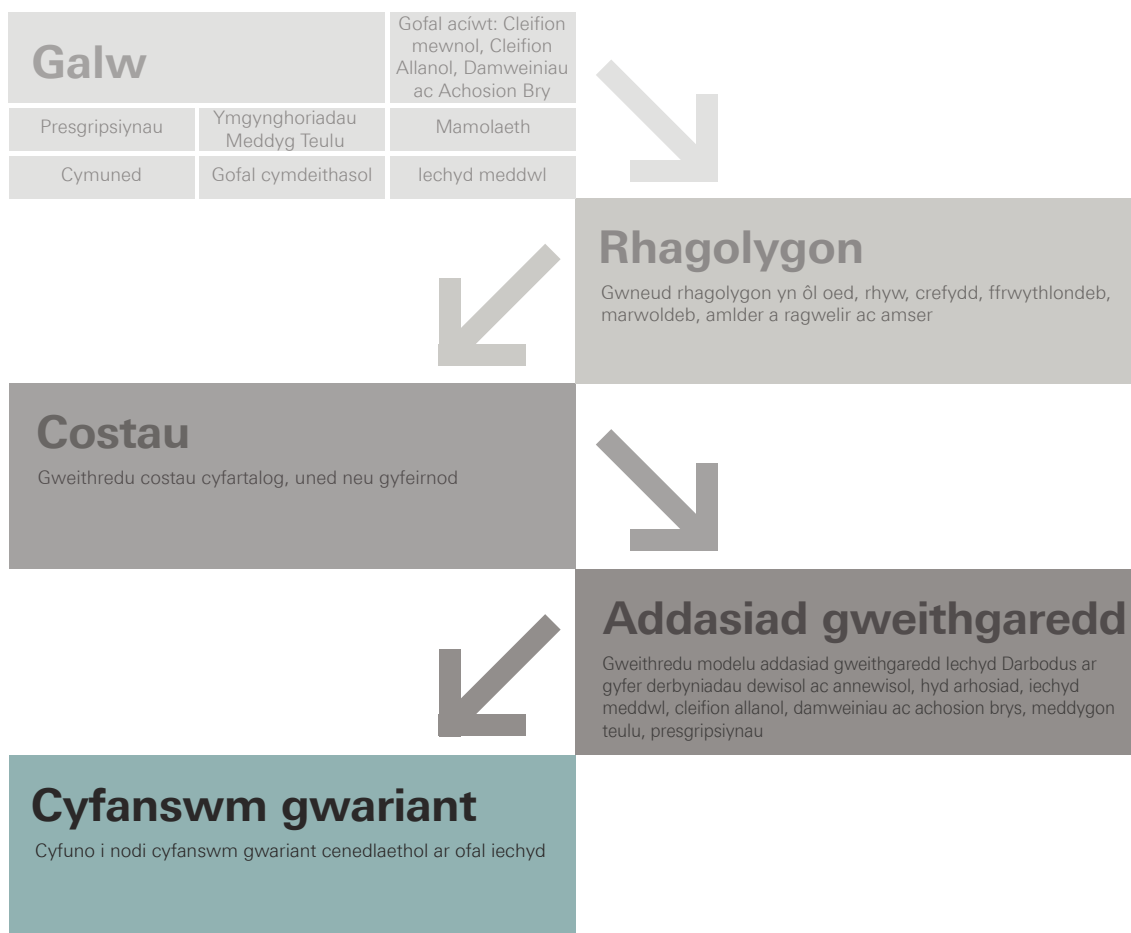 Galw
Gofal acíwt: Cleifion
mewnol, Cleifion
Allanol, Damweiniau
ac Achosion Bry
Presgripsiynau
Ymgynghoriadau
Meddyg Teulu
Mamolaeth
Cymuned
Gofal cymdeithasol
Iechyd meddwl
Rhagolygon
Gwneud rhagolygon yn ôl oed, rhyw, crefydd, ffrwythlondeb,
marwoldeb, amlder a ragwelir ac amser
Costau
Gweithredu costau cyfartalog, uned neu gyfeirnod
Addasiad gweithgaredd
Gweithredu modelu addasiad gweithgaredd Iechyd Darbodus ar
gyfer derbyniadau dewisol ac annewisol, hyd arhosiad, iechyd
meddwl, cleifion allanol, damweiniau ac achosion brys, meddygon
teulu, presgripsiynau
Cyfanswm gwariant
Cyfuno i nodi cyfanswm gwariant cenedlaethol ar ofal iechyd